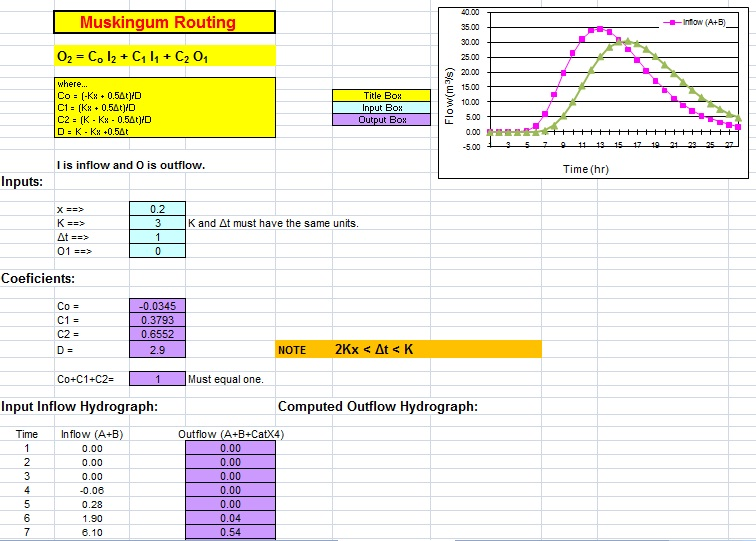 Muskingum Routing
O2 = Co I2 + C1 I1 + C2 O1
where...
Co = (-Kx + 0.5Δt)/D
C1 = (Kx + 0.5Δt)/D
C2 = (K - Kx - 0.5Δt)/D
D = K - Kx +0.5Δt
Title Box
Input Box
Output Box
40.00
35.00
30.00
25.00
20.00
15.00
10.00
5.00
0.00
-5.00
Flow(m³/s)
Inflow (A+B)
1 3 5 7 9 11 13 15 17 19 21 23 25 27
Time (hr)
I is inflow and O is outflow.
Inputs:
x ==> 0.2
K ==> 3 K and Δt must have the same units.
Δt ==> 1
O1 ==> 0
Coeficients:
Co = -0.0345
C1 = 0.3793
C2 = 0.6552
D = 2.9 NOTE 2Kx < Δt < K
Co+C1+C2= 1 Must equal one.
Input Inflow Hydrograph: Computed Outflow Hydrograph:
Time Inflow (A+B) Outflow (A+B+CatX4)
1 0.00 0.00
2 0.00 0.00
3 0.00 0.00
4 -0.06 0.00
5 0.28 0.00
6 1.90 0.04
7 6.10 0.54